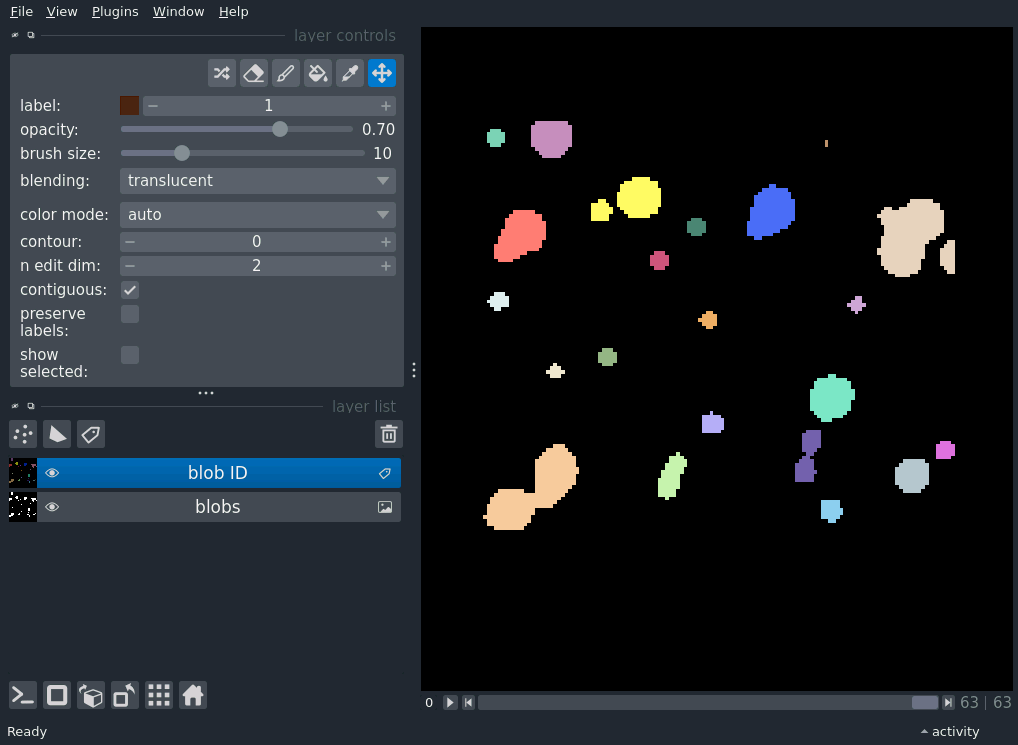 File View Plugins Window Help
layer controls
label: 1
opacity: 0.70
brush size: 10
blending: translucent
color mode: auto
contour: 0
n edit dim: 2
contiguous:
preserve
labels:
show
selected:
layer list
blob ID
blobs
0 63 | 63
Ready activity